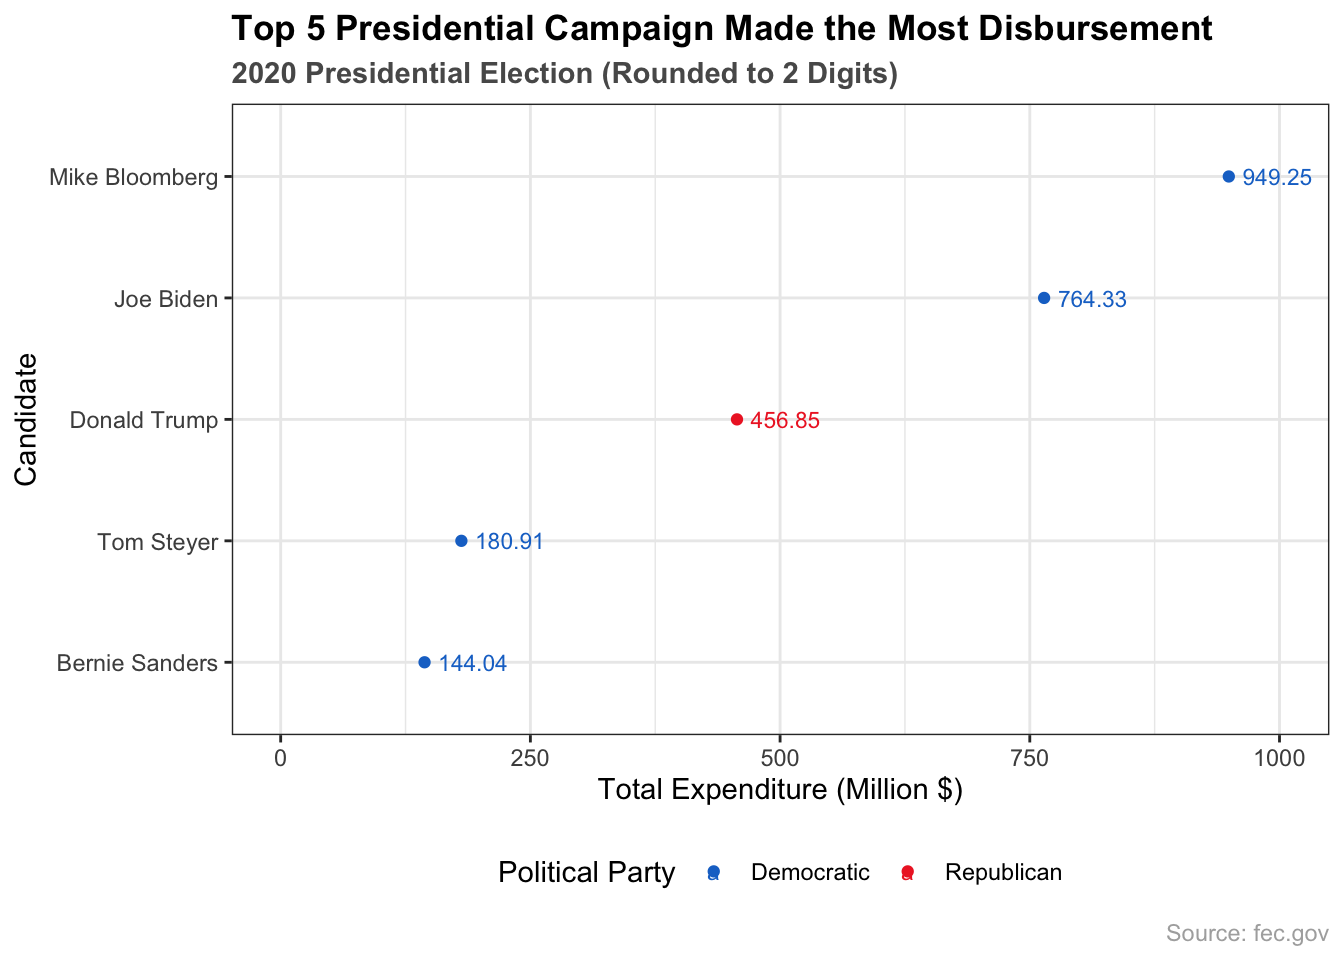 Top 5 Presidential Campaign Made the Most Disbursement
2020 Presidential Election (Rounded to 2 Digits)
Candidate
Mike Bloomberg
949.25
Joe Biden
764.33
Donald Trump
456.85
Tom Steyer
180.91
Bernie Sanders
144.04
0 250 500 750 1000
Total Expenditure (Million $)
Political Party a Democratic a Republican
Source: fec.gov